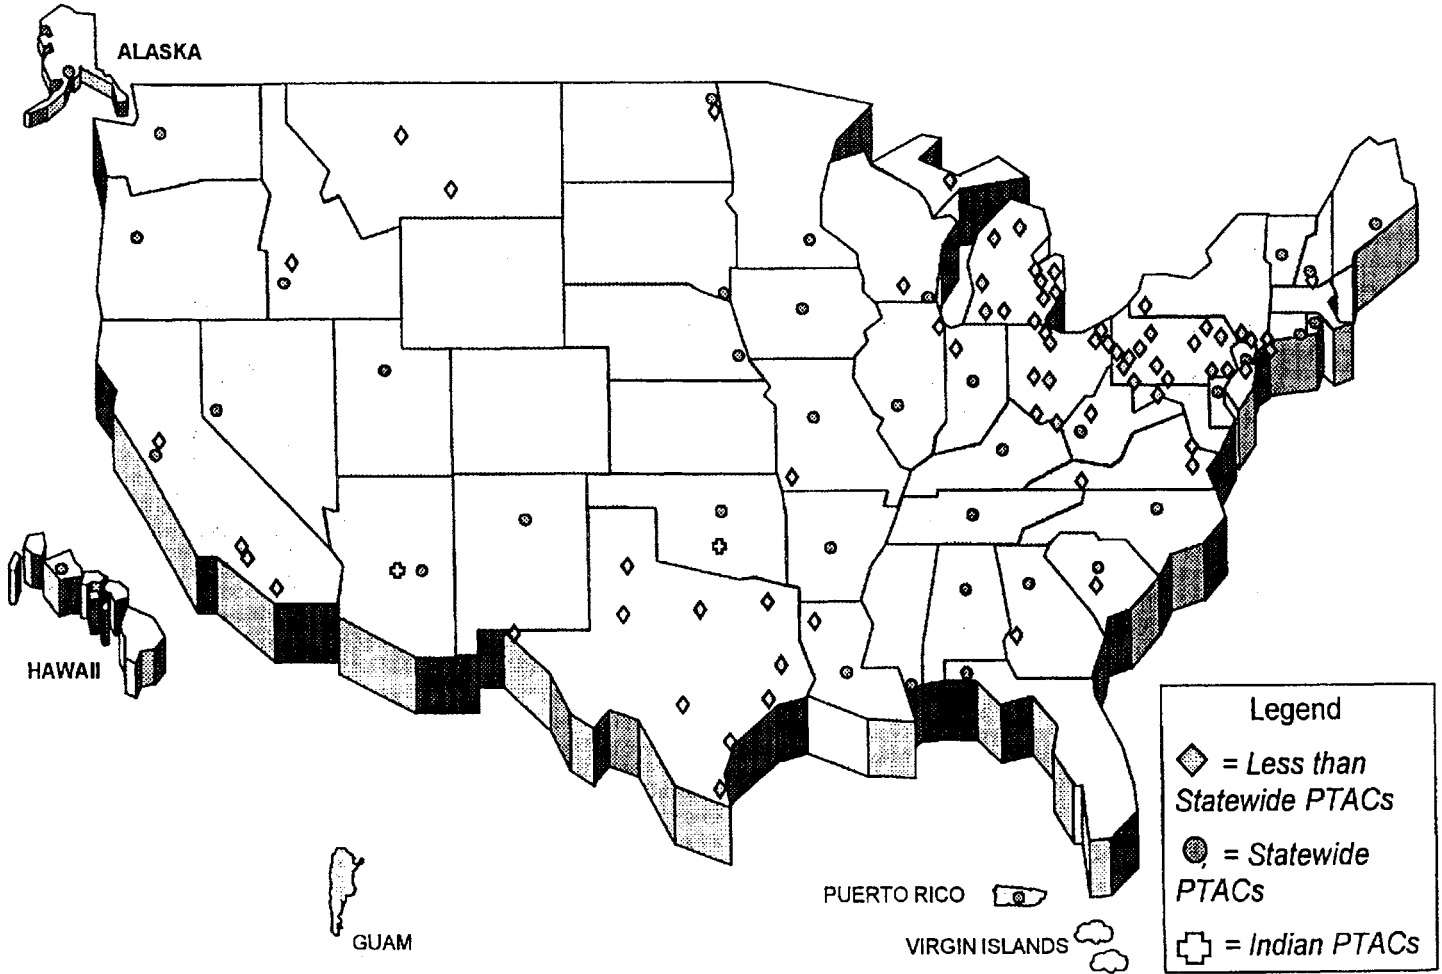 ALASKA
HAWAII
GUAM
PUERTO RICO
VIRGIN ISLANDS
Legend
= Less than
Statewide PTACs
= Statewide
PTACs
= Indian PTACs